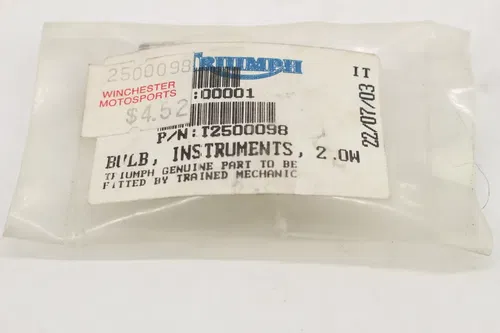 TRIUMPH
IT
2500098
WINCHESTER
MOTORSPORTS
$4.52
:00001
22/07/03
P/N:T2500098
BULB, INSTRUMENTS, 2.0W
TRIUMPH GENUINE PART TO BE
FITTED BY TRAINED MECHANIC